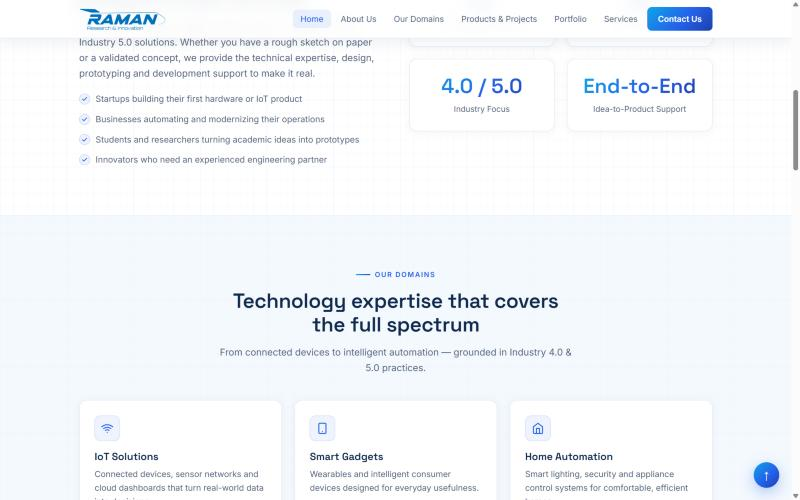 RAMAN
Research & Innovation
Home
About Us
Our Domains
Products & Projects
Portfolio
Services
Contact Us
Industry 5.0 solutions. Whether you have a rough sketch on paper
or a validated concept, we provide the technical expertise, design,
prototyping and development support to make it real.
Startups building their first hardware or IoT product
Businesses automating and modernizing their operations
Students and researchers turning academic ideas into prototypes
Innovators who need an experienced engineering partner
4.0 / 5.0
Industry Focus
End-to-End
Idea-to-Product Support
OUR DOMAINS
Technology expertise that covers
the full spectrum
From connected devices to intelligent automation — grounded in Industry 4.0 &
5.0 practices.
IoT Solutions
Connected devices, sensor networks and
cloud dashboards that turn real-world data
Smart Gadgets
Wearables and intelligent consumer
devices designed for everyday usefulness.
Home Automation
Smart lighting, security and appliance
control systems for comfortable, efficient